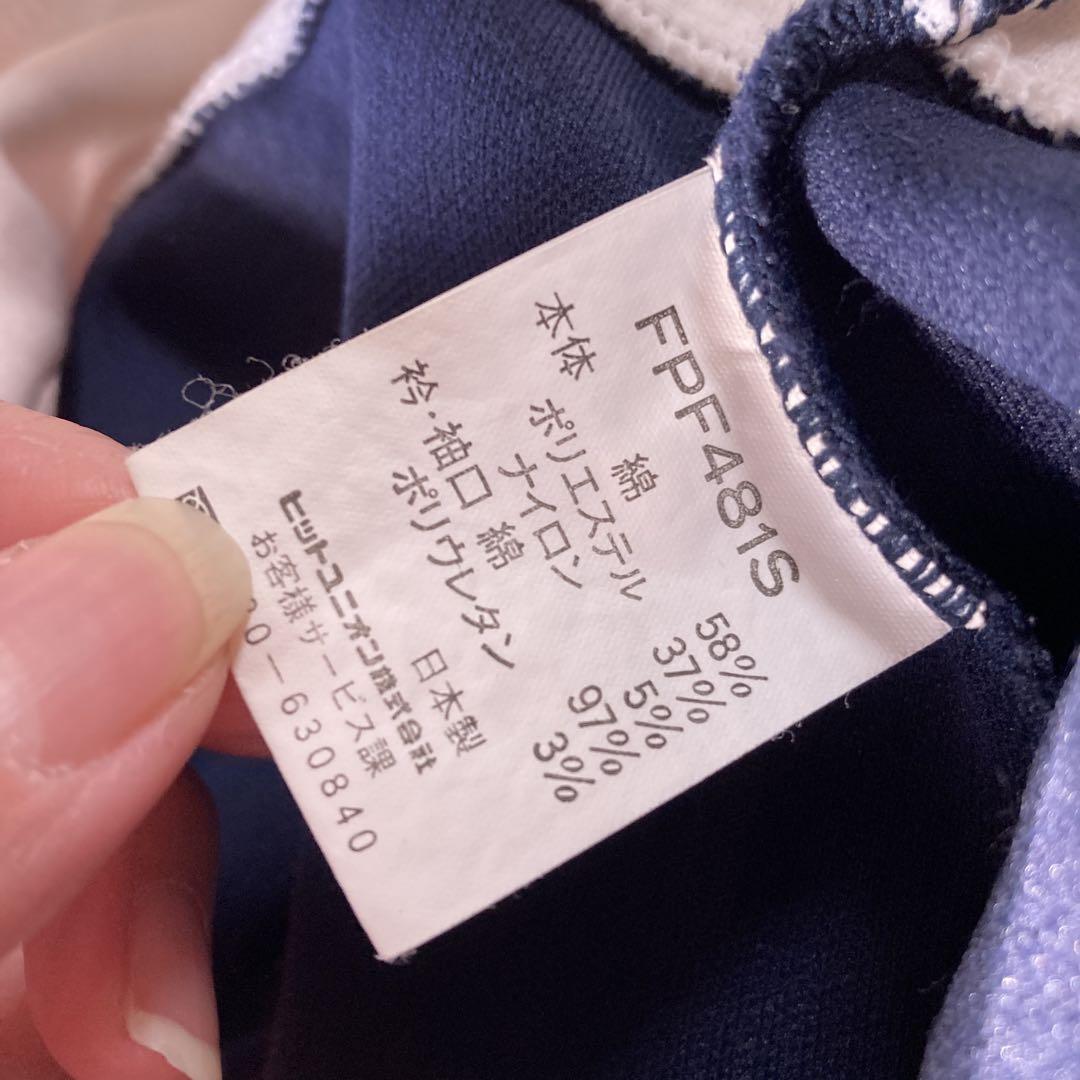 FPF481S
本体 綿 58%
ポリエステル 37%
ナイロン 5%
衿・袖口 綿 97%
ポリウレタン 3%
日本製
ヒットユニオン株式会社
お客様サービス課
20-630840